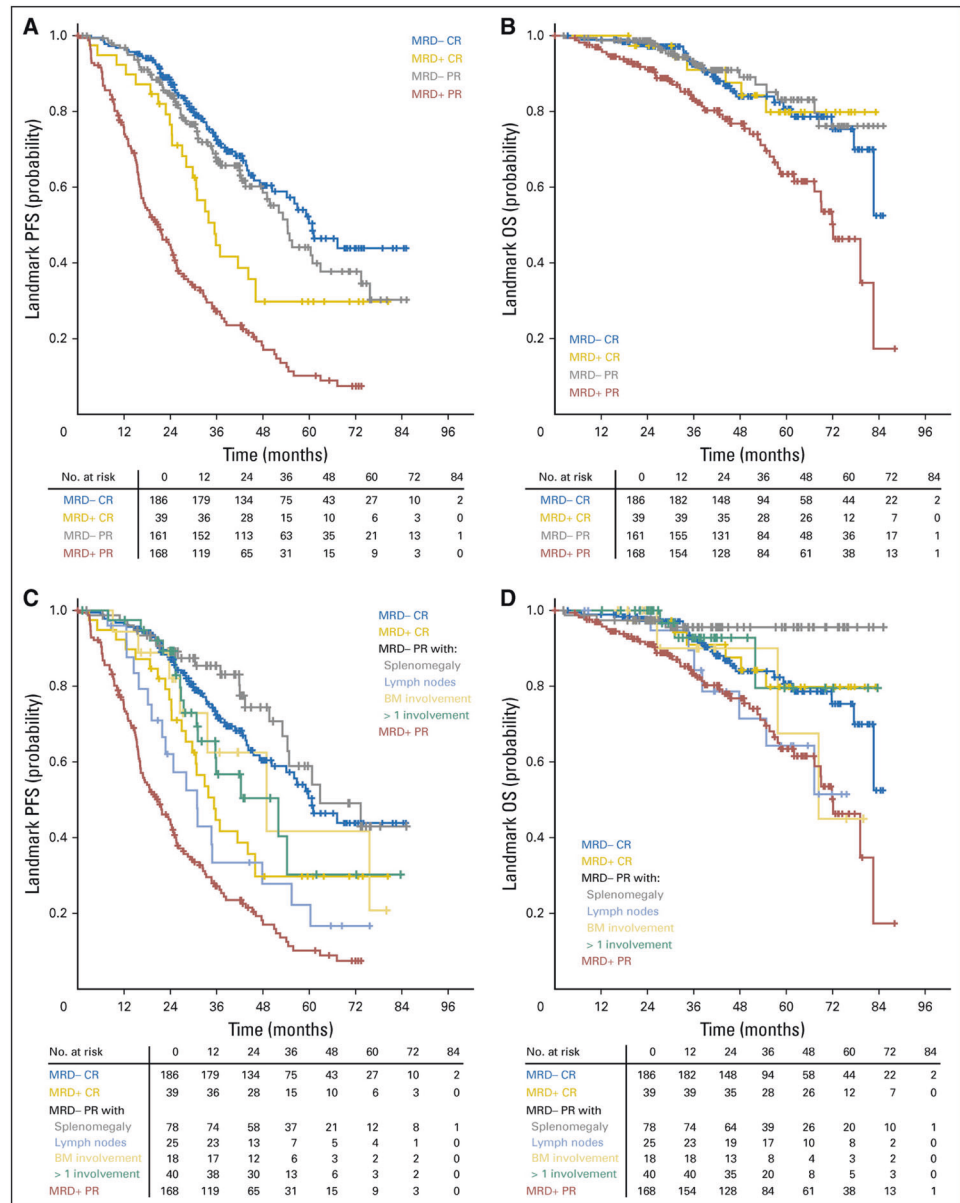 A
MRD– CR
MRD+ CR
MRD– PR
MRD+ PR
Landmark PFS (probability)
1.0
0.8
0.6
0.4
0.2
0 12 24 36 48 60 72 84 96
Time (months)
No. at risk 0 12 24 36 48 60 72 84
MRD– CR 186 179 134 75 43 27 10 2
MRD+ CR 39 36 28 15 10 6 3 0
MRD– PR 161 152 113 63 35 21 13 1
MRD+ PR 168 119 65 31 15 9 3 0
B
Landmark OS (probability)
1.0
0.8
0.6
0.4
0.2
MRD– CR
MRD+ CR
MRD– PR
MRD+ PR
0 12 24 36 48 60 72 84 96
Time (months)
No. at risk 0 12 24 36 48 60 72 84
MRD– CR 186 182 148 94 58 44 22 2
MRD+ CR 39 39 35 28 26 12 7 0
MRD– PR 161 155 131 84 48 36 17 1
MRD+ PR 168 154 128 84 61 38 13 1
C
MRD– CR
MRD+ CR
MRD– PR with:
Splenomegaly
Lymph nodes
BM involvement
> 1 involvement
MRD+ PR
Landmark PFS (probability)
1.0
0.8
0.6
0.4
0.2
0 12 24 36 48 60 72 84 96
Time (months)
No. at risk 0 12 24 36 48 60 72 84
MRD– CR 186 179 134 75 43 27 10 2
MRD+ CR 39 36 28 15 10 6 3 0
MRD– PR with
Splenomegaly 78 74 58 37 21 12 8 1
Lymph nodes 25 23 13 7 5 4 1 0
BM involvement 18 17 12 6 3 2 2 0
> 1 involvement 40 38 30 13 6 3 2 0
MRD+ PR 168 119 65 31 15 9 3 0
D
Landmark OS (probability)
1.0
0.8
0.6
0.4
0.2
MRD– CR
MRD+ CR
MRD– PR with:
Splenomegaly
Lymph nodes
BM involvement
> 1 involvement
MRD+ PR
0 12 24 36 48 60 72 84 96
Time (months)
No. at risk 0 12 24 36 48 60 72 84
MRD– CR 186 182 148 94 58 44 22 2
MRD+ CR 39 39 35 28 26 12 7 0
MRD– PR with
Splenomegaly 78 74 64 39 26 20 10 1
Lymph nodes 25 23 19 17 10 8 2 0
BM involvement 18 18 13 8 4 3 2 0
> 1 involvement 40 40 35 20 8 5 3 0
MRD+ PR 168 154 128 84 61 38 13 1